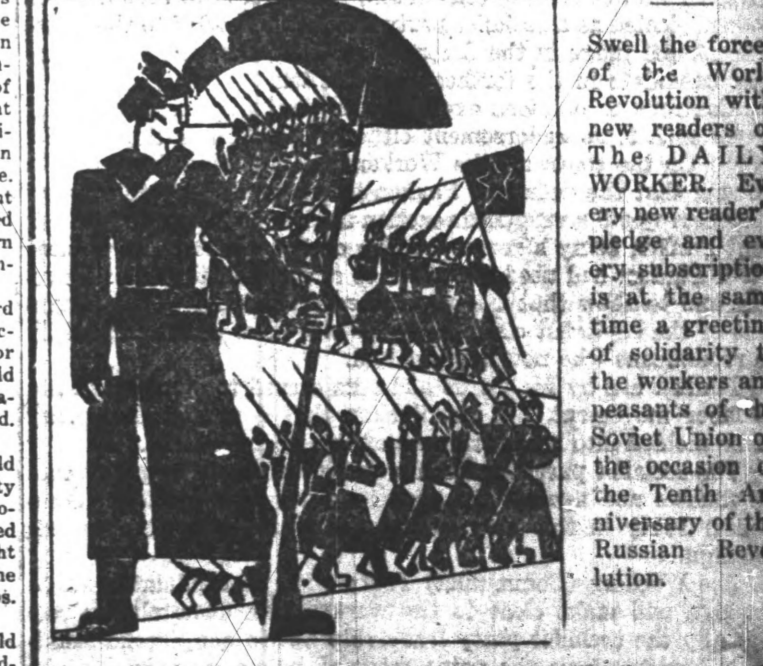 Swell the force
of the Worl
Revolution wit
new readers o
The DAIL
WORKER. Ev
ery new reader'
pledge and ev
ery subscriptio
is at the sam
time a greetin
of solidarity t
the workers an
peasants of th
Soviet Union o
the occasion o
the Tenth An
niversary of th
Russian Revo
lution.